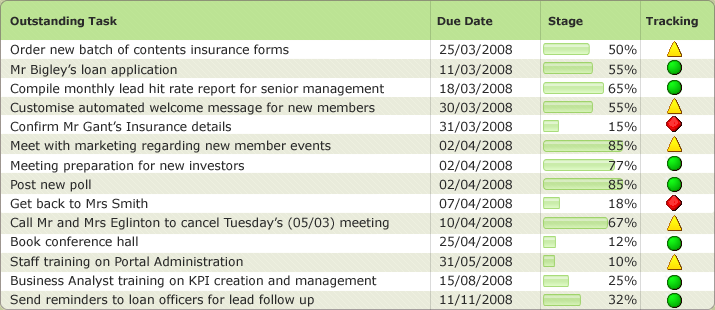 Outstanding Task Due Date Stage Tracking
Order new batch of contents insurance forms 25/03/2008 50%
Mr Bigley’s loan application 11/03/2008 55%
Compile monthly lead hit rate report for senior management 18/03/2008 65%
Customise automated welcome message for new members 30/03/2008 55%
Confirm Mr Gant’s Insurance details 31/03/2008 15%
Meet with marketing regarding new member events 02/04/2008 85%
Meeting preparation for new investors 02/04/2008 77%
Post new poll 02/04/2008 85%
Get back to Mrs Smith 07/04/2008 18%
Call Mr and Mrs Eglinton to cancel Tuesday’s (05/03) meeting 10/04/2008 67%
Book conference hall 25/04/2008 12%
Staff training on Portal Administration 31/05/2008 10%
Business Analyst training on KPI creation and management 15/08/2008 25%
Send reminders to loan officers for lead follow up 11/11/2008 32%